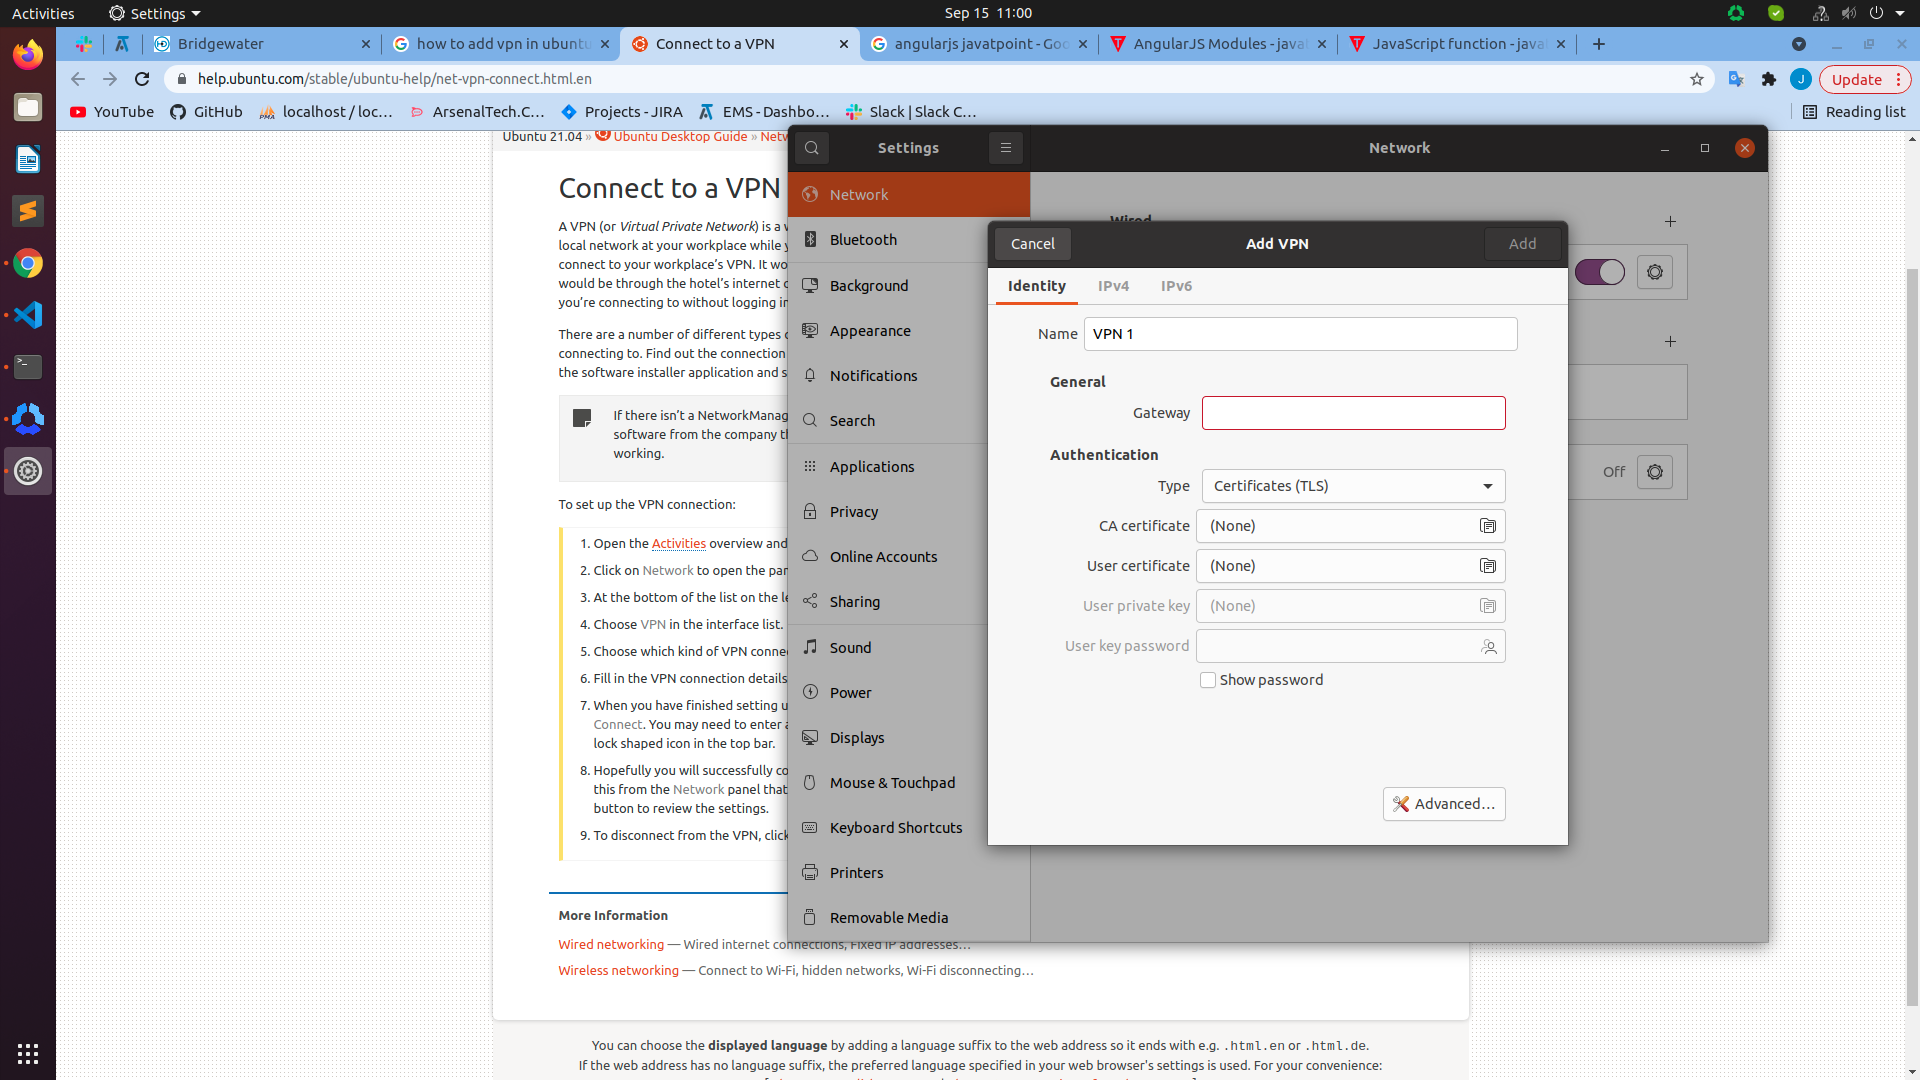 Activities
Settings
Sep 15 11:00
Bridgewater
how to add vpn in ubuntu
Connect to a VPN
angularjs javatpoint - Goo
AngularJS Modules - java
JavaScript function - java
help.ubuntu.com/stable/ubuntu-help/net-vpn-connect.html.en
J
Update
YouTube
GitHub
localhost / loc...
ArsenalTech.C...
Projects - JIRA
EMS - Dashbo...
Slack | Slack C...
Reading list
Ubuntu 21.04 » Ubuntu Desktop Guide » Netw
Connect to a VPN
A VPN (or Virtual Private Network) is a w
local network at your workplace while y
connect to your workplace's VPN. It wo
would be through the hotel's internet c
you're connecting to without logging in
There are a number of different types o
connecting to. Find out the connection
the software installer application and s
If there isn't a NetworkManag
software from the company th
working.
To set up the VPN connection:
1. Open the Activities overview and
2. Click on Network to open the pan
3. At the bottom of the list on the le
4. Choose VPN in the interface list.
5. Choose which kind of VPN conne
6. Fill in the VPN connection details
7. When you have finished setting u
Connect. You may need to enter a
lock shaped icon in the top bar.
8. Hopefully you will successfully co
this from the Network panel that
button to review the settings.
9. To disconnect from the VPN, click
More Information
Wired networking — Wired internet connections, Fixed IP addresses…
Wireless networking — Connect to Wi-Fi, hidden networks, Wi-Fi disconnecting…
You can choose the displayed language by adding a language suffix to the web address so it ends with e.g. .html.en or .html.de.
If the web address has no language suffix, the preferred language specified in your web browser's settings is used. For your convenience:
Settings
Network
Network
Bluetooth
Background
Appearance
Notifications
Search
Applications
Privacy
Online Accounts
Sharing
Sound
Power
Displays
Mouse & Touchpad
Keyboard Shortcuts
Printers
Removable Media
Wired
Off
Cancel
Add VPN
Add
Identity
IPv4
IPv6
Name
VPN 1
General
Gateway
Authentication
Type
Certificates (TLS)
CA certificate
(None)
User certificate
(None)
User private key
(None)
User key password
Show password
Advanced…